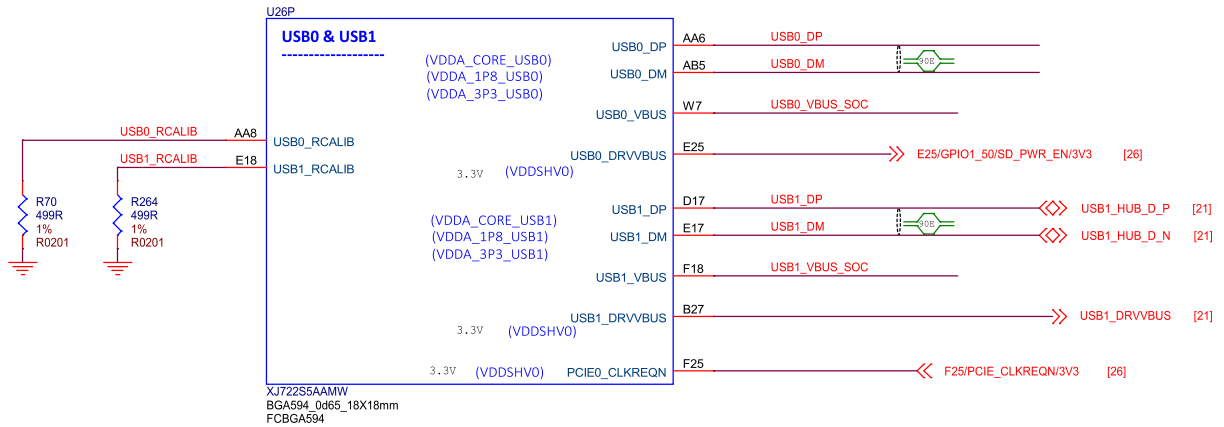 U26P
USB0 & USB1
(VDDA_CORE_USB0)
(VDDA_1P8_USB0)
(VDDA_3P3_USB0)
USB0_DP AA6 USB0_DP
90E
USB0_DM AB5 USB0_DM
USB0_VBUS W7 USB0_VBUS_SOC
USB0_RCALIB AA8 USB0_RCALIB
USB0_DRVVBUS E25 E25/GPIO1_50/SD_PWR_EN/3V3 [26]
USB1_RCALIB E18 USB1_RCALIB
3.3V (VDDSHV0)
R70
499R
1%
R0201
R264
499R
1%
R0201
USB1_DP D17 USB1_DP USB1_HUB_D_P [21]
(VDDA_CORE_USB1)
(VDDA_1P8_USB1)
(VDDA_3P3_USB1)
90E
USB1_DM E17 USB1_DM USB1_HUB_D_N [21]
USB1_VBUS F18 USB1_VBUS_SOC
USB1_DRVVBUS B27 USB1_DRVVBUS [21]
3.3V (VDDSHV0)
3.3V (VDDSHV0) PCIE0_CLKREQN F25 F25/PCIE_CLKREQN/3V3 [26]
XJ722S5AAMW
BGA594_0d65_18X18mm
FCBGA594